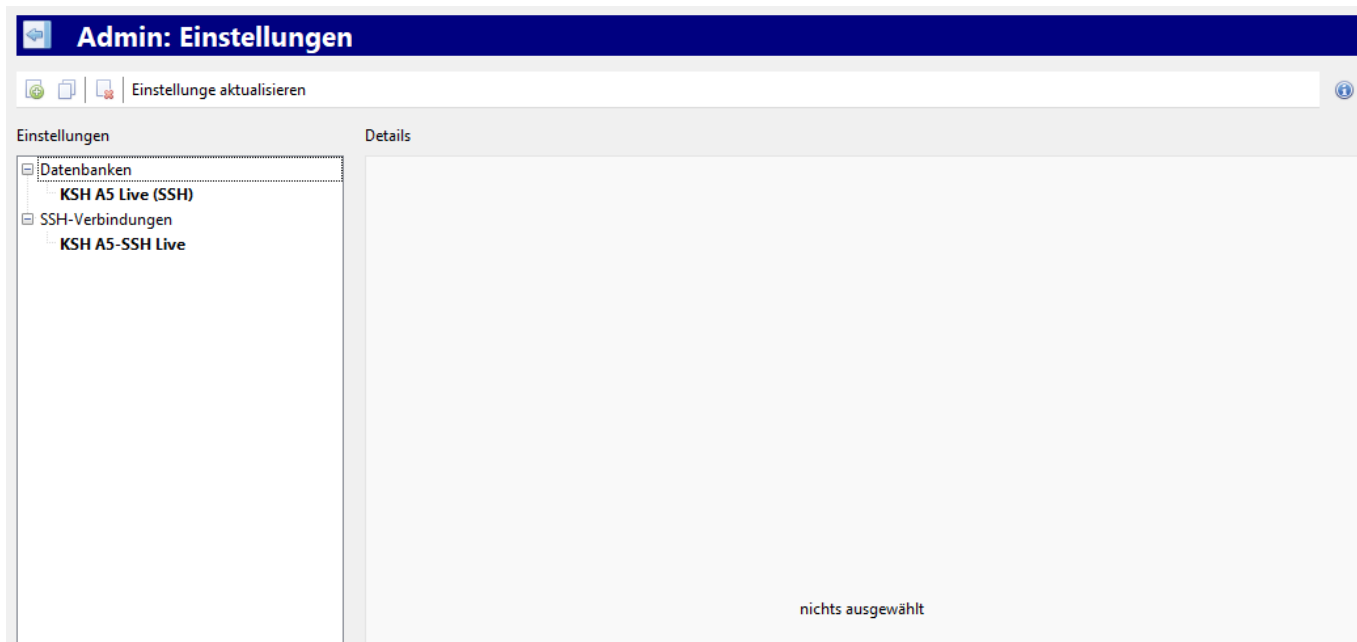 Admin: Einstellungen
Einstellunge aktualisieren
Einstellungen
Details
Datenbanken
KSH A5 Live (SSH)
SSH-Verbindungen
KSH A5-SSH Live
nichts ausgewählt